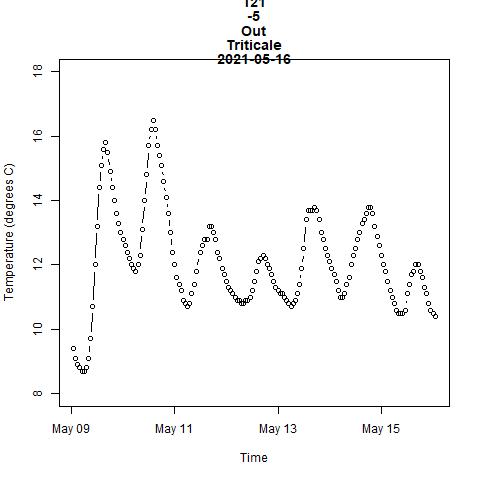 121
-5
Out
Triticale
2021-05-16
Temperature (degrees C)
18
16
14
12
10
8
May 09
May 11
May 13
May 15
Time